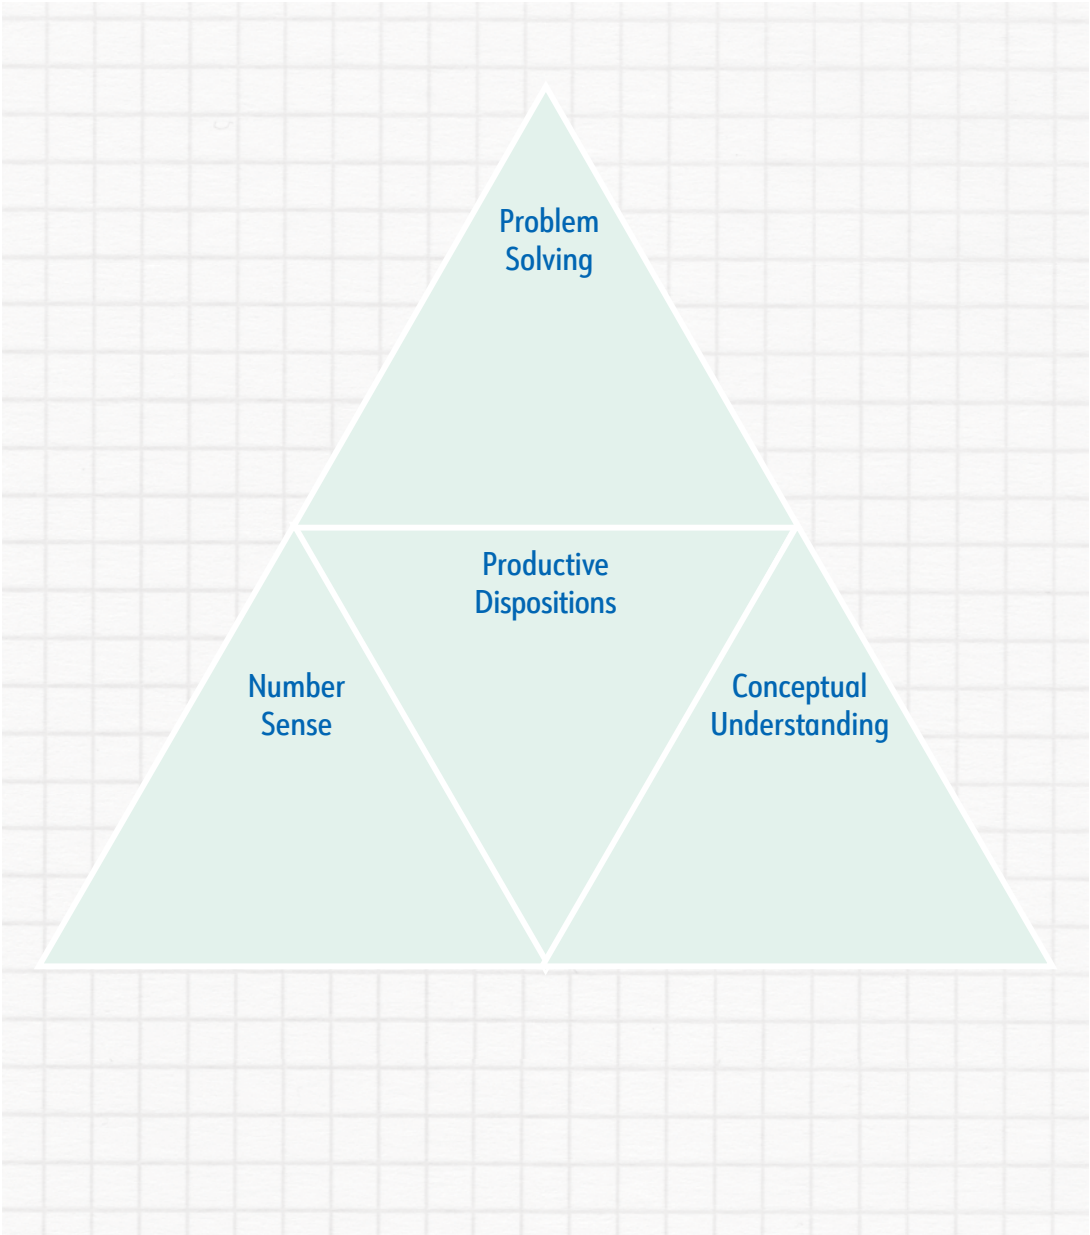 Problem
Solving
Productive
Dispositions
Number
Sense
Conceptual
Understanding